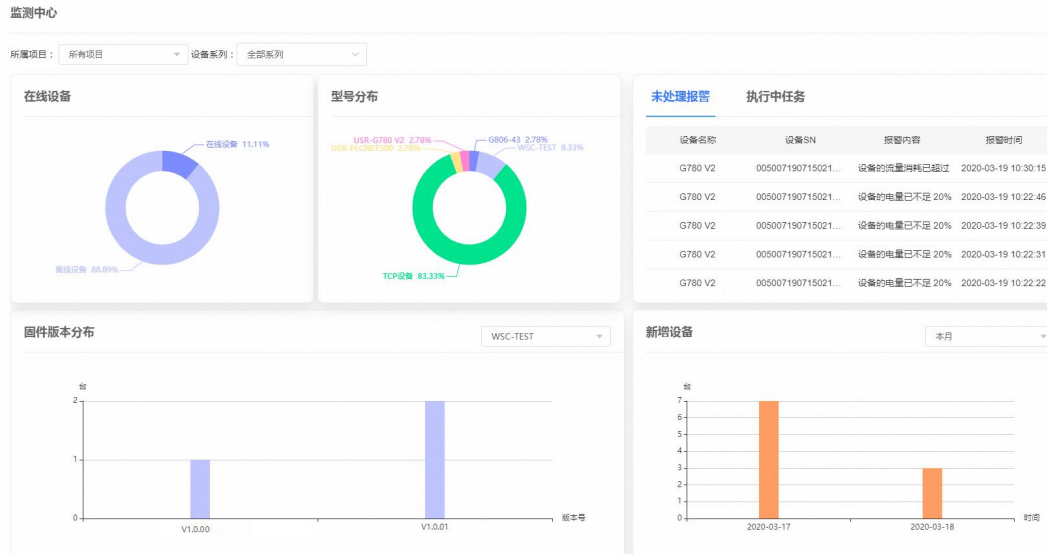 监测中心
所属项目： 所有项目 设备系列： 全部系列
在线设备
在线设备 11.11%
离线设备 88.89%
型号分布
USR-G780 V2 2.78%
G806-43 2.78%
USR-PLCNET500 2.78%
WSC-TEST 8.33%
TCP设备 83.33%
未处理报警 执行中任务
设备名称 设备SN 报警内容 报警时间
G780 V2 005007190715021... 设备的流量消耗已超过 2020-03-19 10:30:15
G780 V2 005007190715021... 设备的电量已不足 20% 2020-03-19 10:22:46
G780 V2 005007190715021... 设备的电量已不足 20% 2020-03-19 10:22:39
G780 V2 005007190715021... 设备的电量已不足 20% 2020-03-19 10:22:31
G780 V2 005007190715021... 设备的电量已不足 20% 2020-03-19 10:22:22
固件版本分布 WSC-TEST
台
2
1
0
V1.0.00 V1.0.01 版本号
新增设备 本月
台
7
6
5
4
3
2
1
0
2020-03-17 2020-03-18 时间